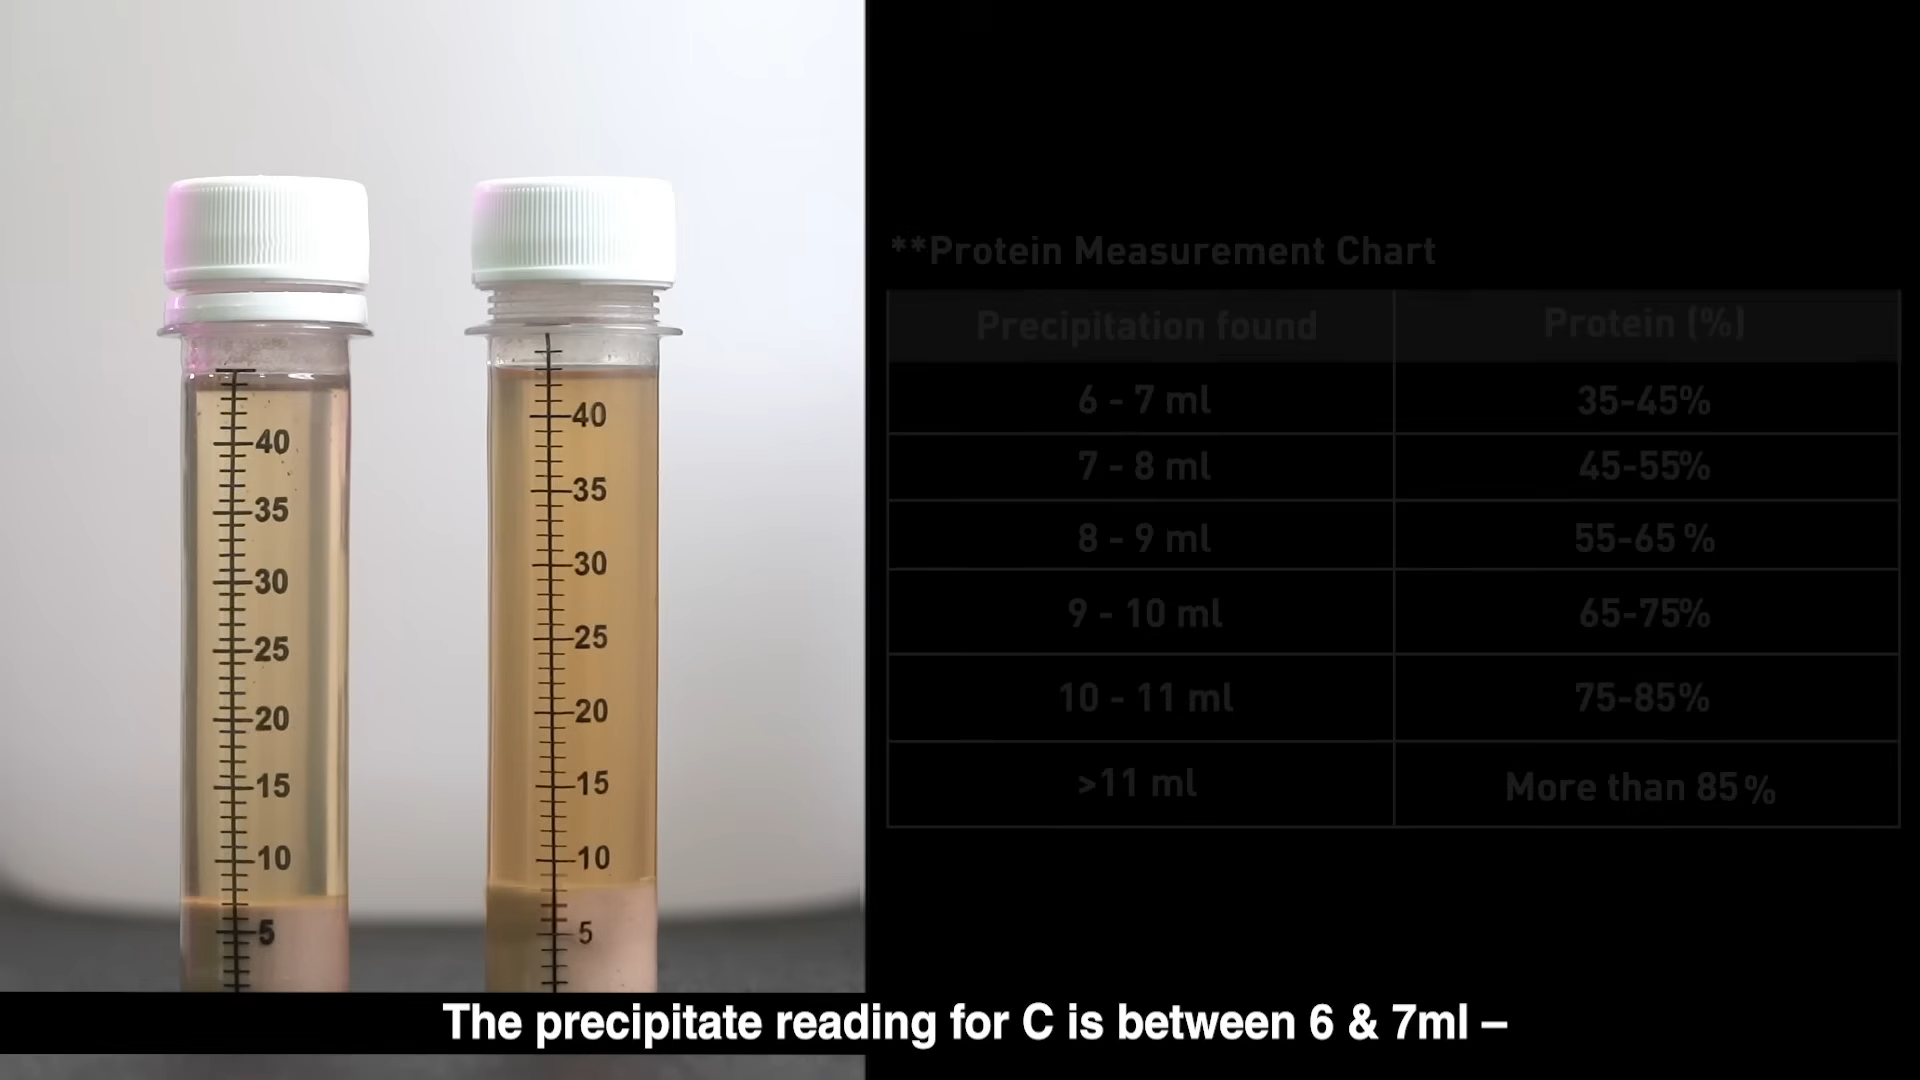 40
35
30
25
20
15
10
5
40
35
30
25
20
15
10
5
**Protein Measurement Chart
Precipitation found Protein (%)
6 - 7 ml 35-45%
7 - 8 ml 45-55%
8 - 9 ml 55-65 %
9 - 10 ml 65-75%
10 - 11 ml 75-85%
>11 ml More than 85 %
The precipitate reading for C is between 6 & 7ml –